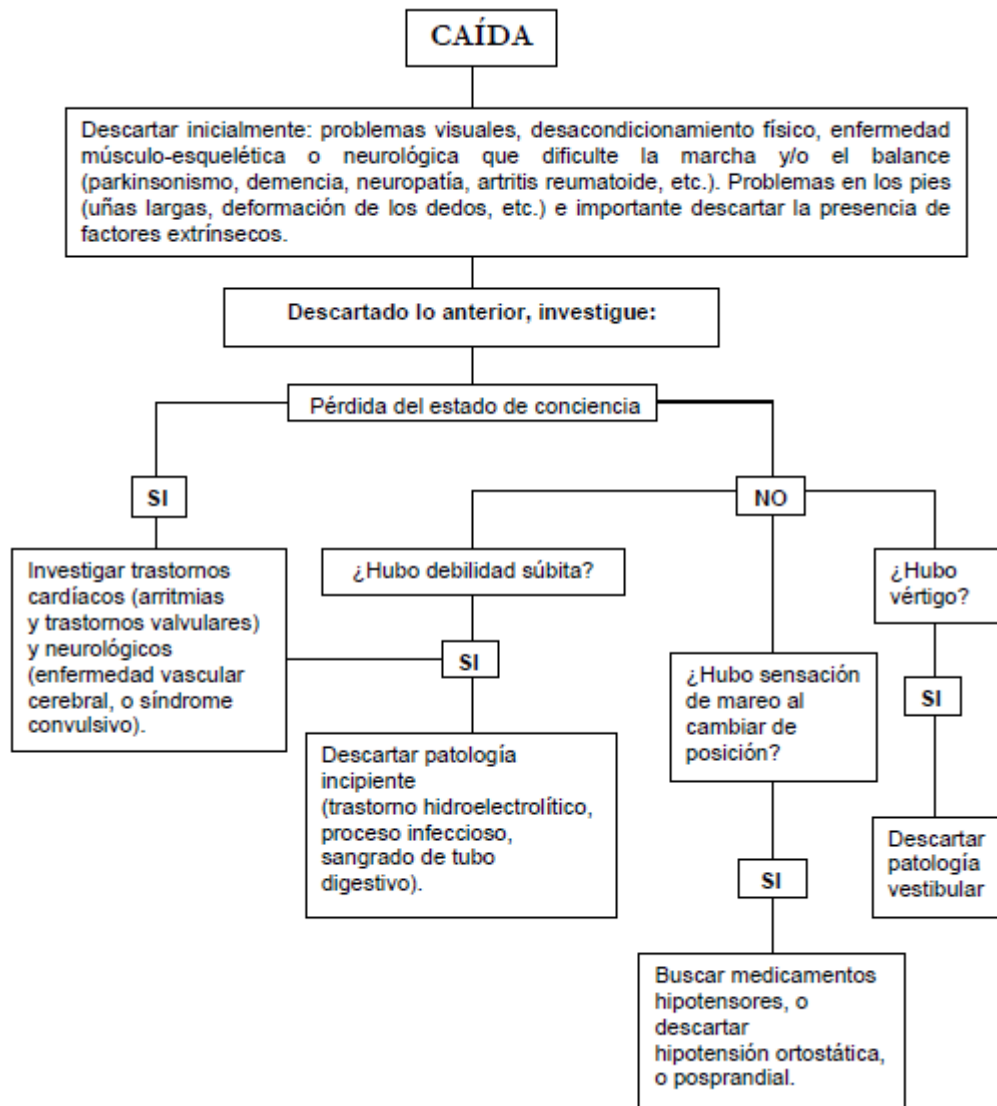 CAÍDA
Descartar inicialmente: problemas visuales, desacondicionamiento físico, enfermedad
músculo-esquelética o neurológica que dificulte la marcha y/o el balance
(parkinsonismo, demencia, neuropatía, artritis reumatoide, etc.). Problemas en los pies
(uñas largas, deformación de los dedos, etc.) e importante descartar la presencia de
factores extrínsecos.
Descartado lo anterior, investigue:
Pérdida del estado de conciencia
SI
NO
Investigar trastornos
cardíacos (arritmias
y trastornos valvulares)
y neurológicos
(enfermedad vascular
cerebral, o síndrome
convulsivo).
¿Hubo debilidad súbita?
SI
Descartar patología
incipiente
(trastorno hidroelectrolítico,
proceso infeccioso,
sangrado de tubo
digestivo).
¿Hubo sensación
de mareo al
cambiar de
posición?
SI
Buscar medicamentos
hipotensores, o
descartar
hipotensión ortostática,
o posprandial.
¿Hubo
vértigo?
SI
Descartar
patología
vestibular